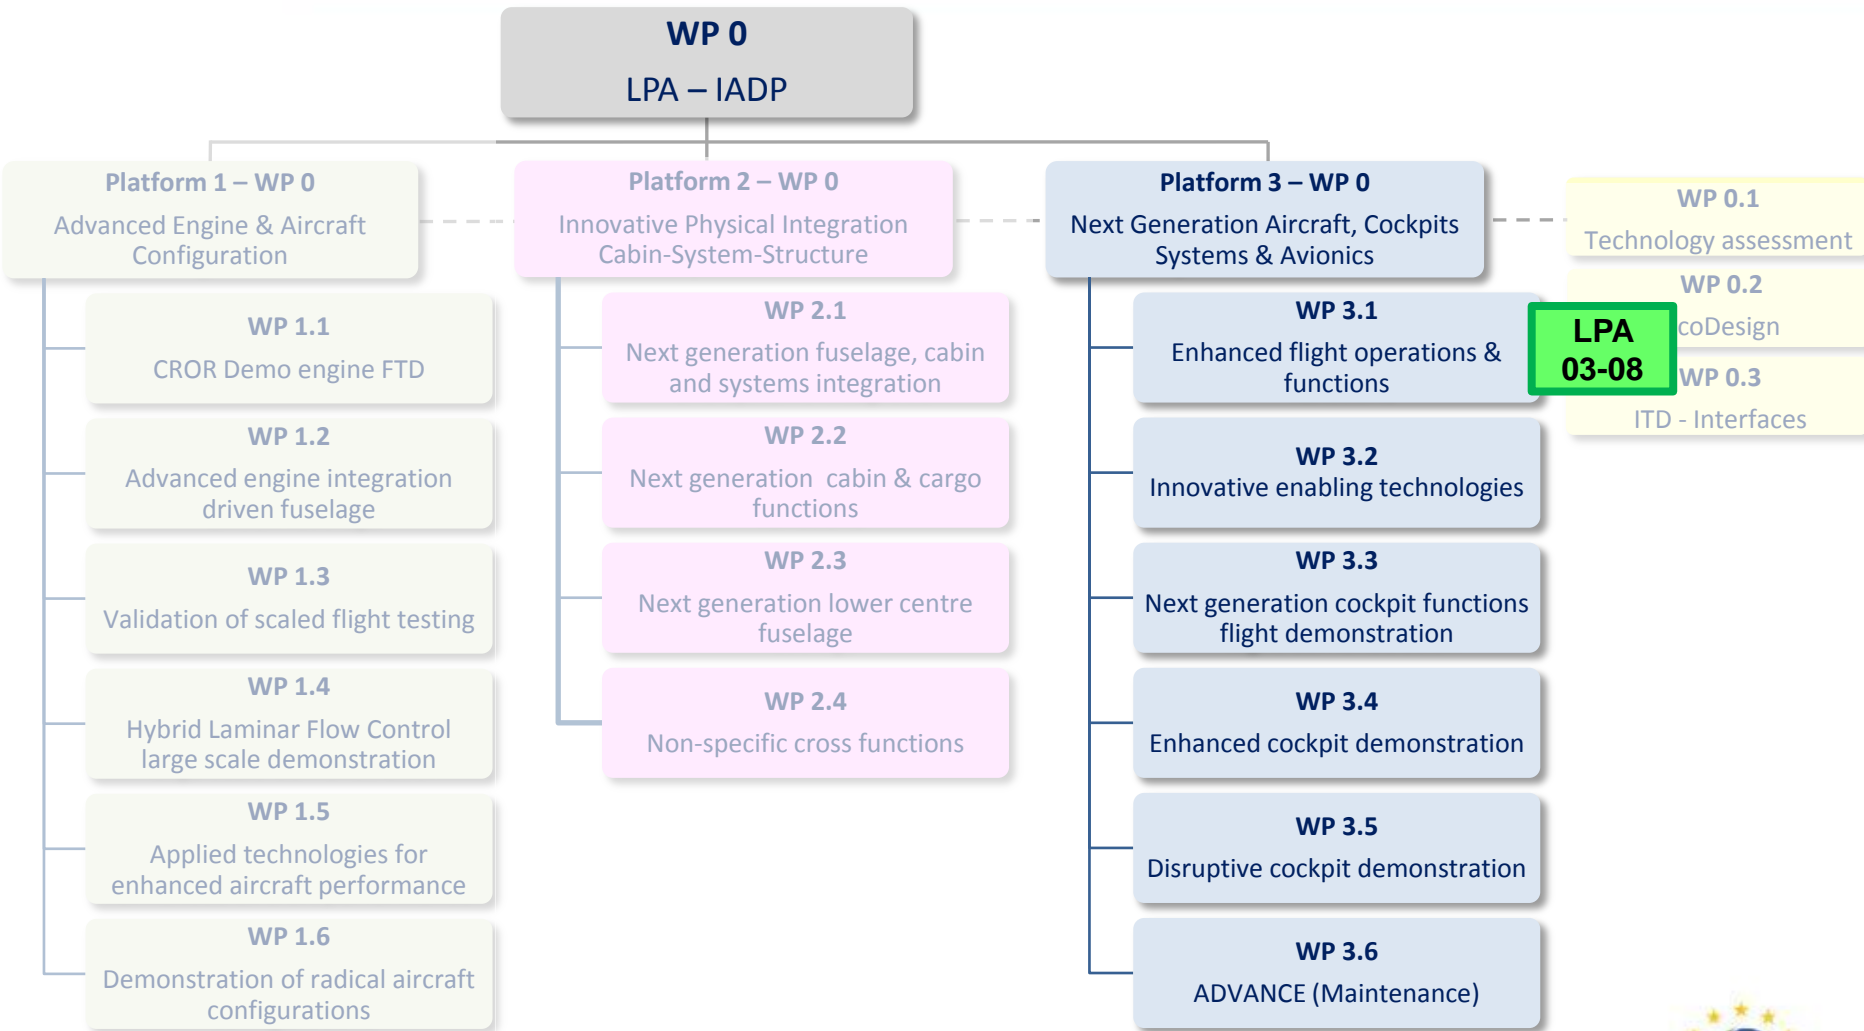 WP 0
LPA – IADP
Platform 1 – WP 0
Advanced Engine & Aircraft
Configuration
WP 1.1
CROR Demo engine FTD
WP 1.2
Advanced engine integration
driven fuselage
WP 1.3
Validation of scaled flight testing
WP 1.4
Hybrid Laminar Flow Control
large scale demonstration
WP 1.5
Applied technologies for
enhanced aircraft performance
WP 1.6
Demonstration of radical aircraft
configurations
Platform 2 – WP 0
Innovative Physical Integration
Cabin-System-Structure
WP 2.1
Next generation fuselage, cabin
and systems integration
WP 2.2
Next generation cabin & cargo
functions
WP 2.3
Next generation lower centre
fuselage
WP 2.4
Non-specific cross functions
Platform 3 – WP 0
Next Generation Aircraft, Cockpits
Systems & Avionics
WP 3.1
Enhanced flight operations &
functions
LPA
03-08
WP 3.2
Innovative enabling technologies
WP 3.3
Next generation cockpit functions
flight demonstration
WP 3.4
Enhanced cockpit demonstration
WP 3.5
Disruptive cockpit demonstration
WP 3.6
ADVANCE (Maintenance)
WP 0.1
Technology assessment
WP 0.2
coDesign
WP 0.3
ITD - Interfaces